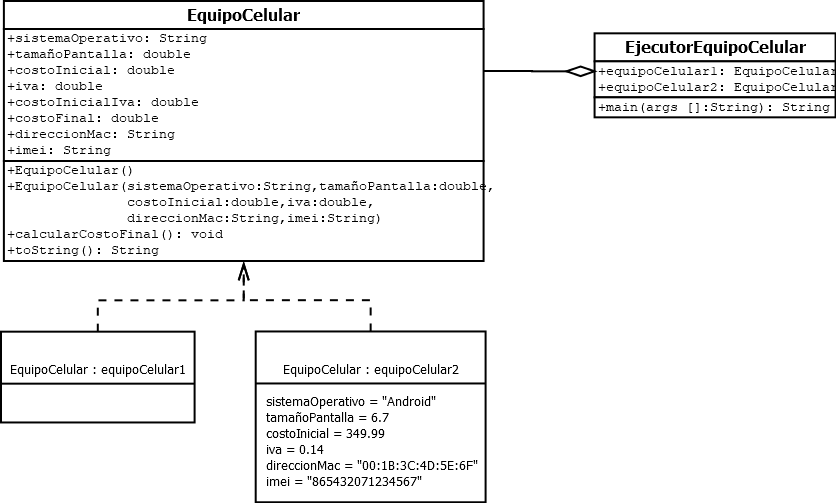 EquipoCelular
+sistemaOperativo: String
+tamañoPantalla: double
+costoInicial: double
+iva: double
+costoInicialIva: double
+costoFinal: double
+direccionMac: String
+imei: String
+EquipoCelular()
+EquipoCelular(sistemaOperativo:String,tamañoPantalla:double,
costoInicial:double,iva:double,
direccionMac:String,imei:String)
+calcularCostoFinal(): void
+toString(): String
EjecutorEquipoCelular
+equipoCelular1: EquipoCelular
+equipoCelular2: EquipoCelular
+main(args []:String): String
EquipoCelular : equipoCelular1
EquipoCelular : equipoCelular2
sistemaOperativo = "Android"
tamañoPantalla = 6.7
costoInicial = 349.99
iva = 0.14
direccionMac = "00:1B:3C:4D:5E:6F"
imei = "865432071234567"